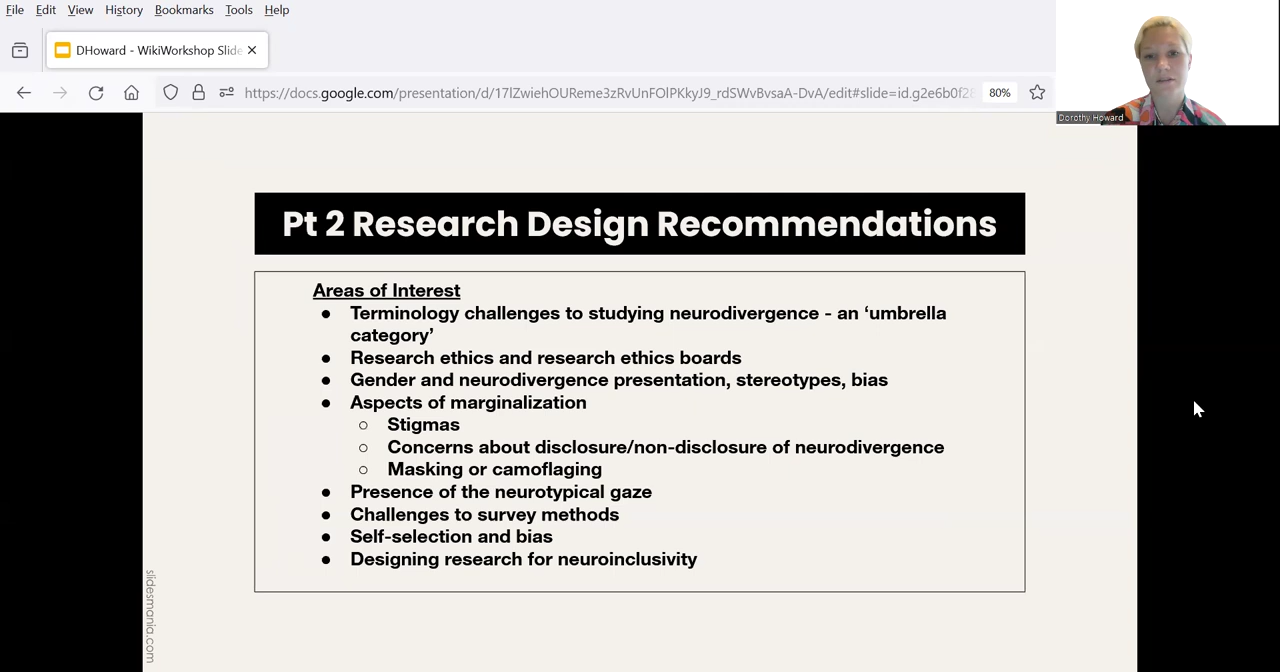 File Edit View History Bookmarks Tools Help
DHoward - WikiWorkshop Slide
https://docs.google.com/presentation/d/17lZwiehOUReme3zRvUnFOlPKkyJ9_rdSWvBvsaA-DvA/edit#slide=id.g2e6b0f28
80%
Dorothy Howard
Pt 2 Research Design Recommendations
Areas of Interest
● Terminology challenges to studying neurodivergence - an ‘umbrella
category’
● Research ethics and research ethics boards
● Gender and neurodivergence presentation, stereotypes, bias
● Aspects of marginalization
○ Stigmas
○ Concerns about disclosure/non-disclosure of neurodivergence
○ Masking or camoflaging
● Presence of the neurotypical gaze
● Challenges to survey methods
● Self-selection and bias
● Designing research for neuroinclusivity
slidesmania.com